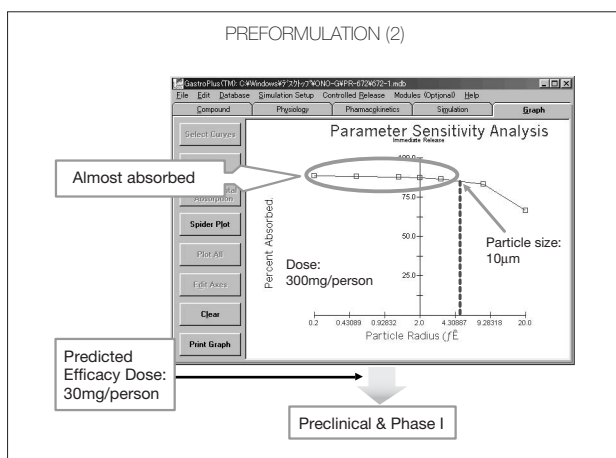 PREFORMULATION (2)
GastroPlus(TM): C:¥Windows¥デスクトップ¥ONO-G¥PR-672¥672-1.mdb
File Edit Database Simulation Setup Controlled Release Modules (Optional) Help
Compound Physiology Pharmacokinetics Simulation Graph
Select Curves
Absorption
Spider Plot
Plot All
Edit Axes
Clear
Print Graph
Almost absorbed
Parameter Sensitivity Analysis
Immediate Release
100.0
75.0
50.0
25.0
Percent Absorbed.
Dose:
300mg/person
Particle size:
10μm
0.2 0.43089 0.92832 2.0 4.30887 9.28318 20.0
Particle Radius (ƒÊ
Predicted
Efficacy Dose:
30mg/person
Preclinical & Phase I